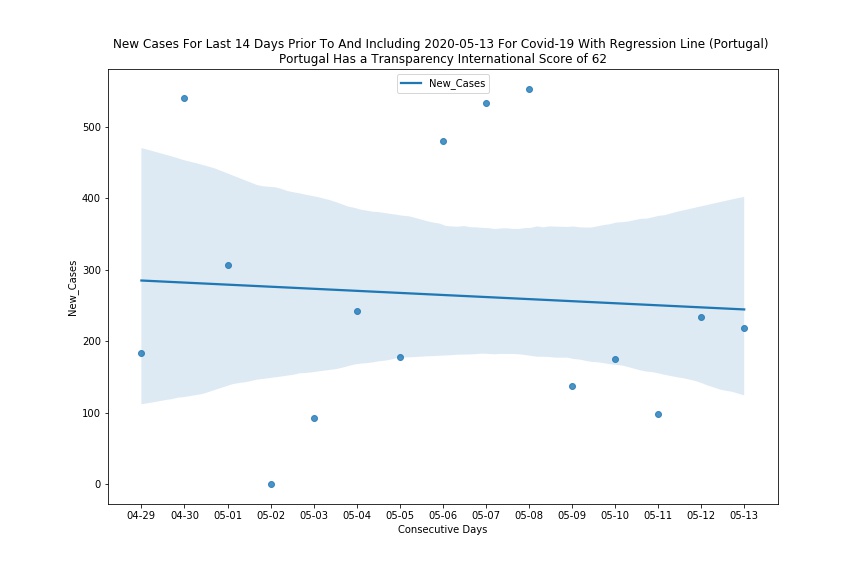 New Cases For Last 14 Days Prior To And Including 2020-05-13 For Covid-19 With Regression Line (Portugal)
Portugal Has a Transparency International Score of 62
New_Cases
500
400
300
200
100
0
New_Cases
04-29 04-30 05-01 05-02 05-03 05-04 05-05 05-06 05-07 05-08 05-09 05-10 05-11 05-12 05-13
Consecutive Days